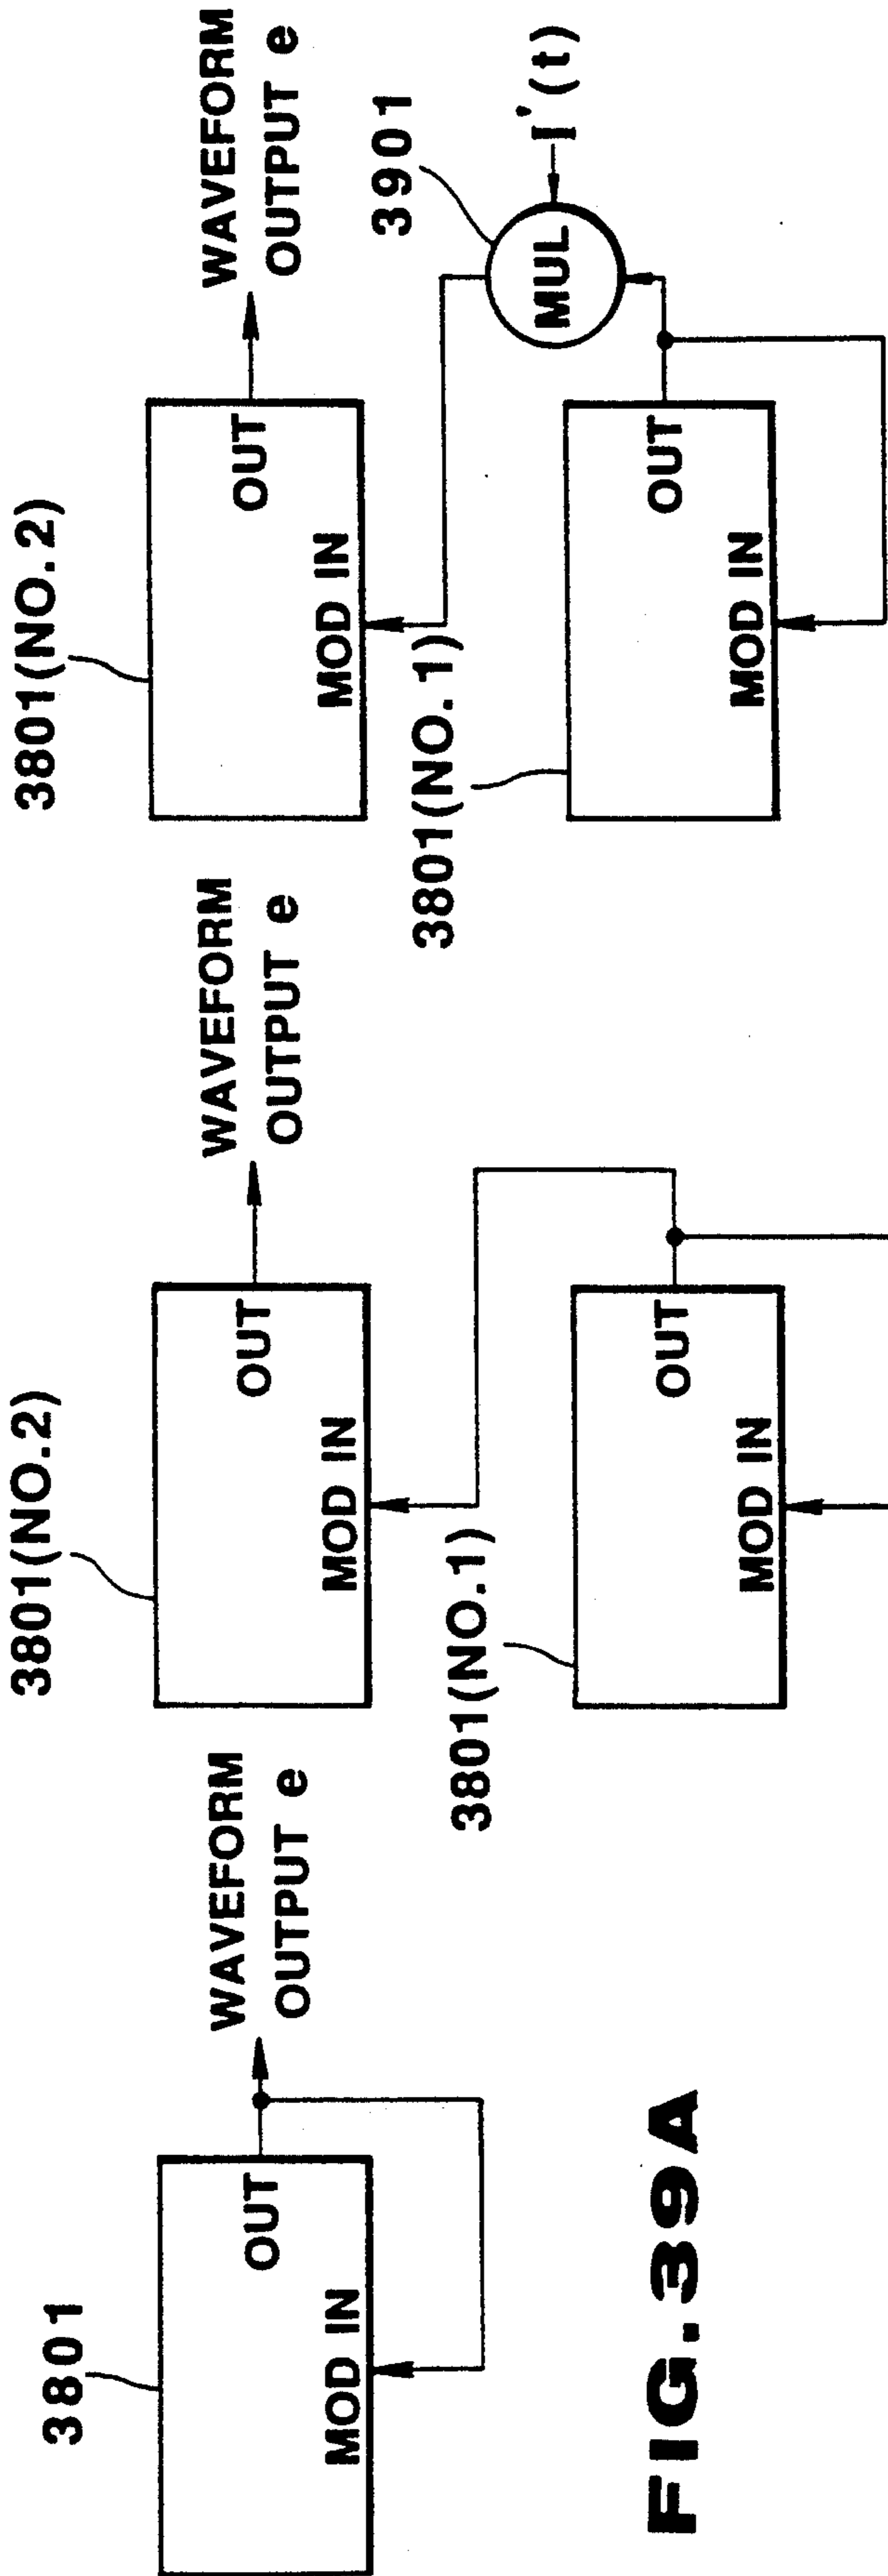 3801
OUT
MOD IN
WAVEFORM
OUTPUT e
FIG. 39A
3801(NO.2)
OUT
MOD IN
WAVEFORM
OUTPUT e
3801(NO.1)
OUT
MOD IN
3801(NO.2)
OUT
MOD IN
WAVEFORM
OUTPUT e
3901
MUL
I'(t)
3801(NO.1)
OUT
MOD IN